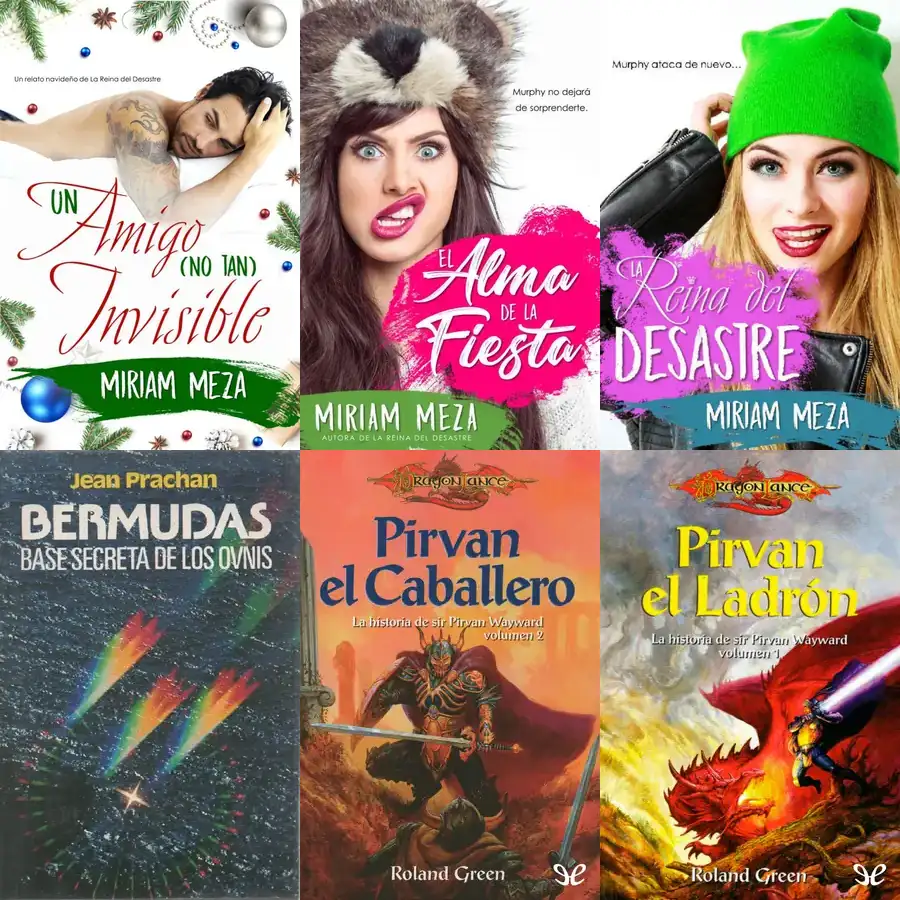 Un relato navideño de La Reina del Desastre
UN
Amigo
(NO TAN)
Invisible
MIRIAM MEZA
Murphy no dejará
de sorprenderte.
EL
Alma
DE LA
Fiesta
MIRIAM MEZA
AUTORA DE LA REINA DEL DESASTRE
Murphy ataca de nuevo...
LA
Reina del
DESASTRE
MIRIAM MEZA
Jean Prachan
BERMUDAS
BASE SECRETA DE LOS OVNIS
DRAGONLANCE
Pirvan
el Caballero
La historia de sir Pirvan Wayward
volumen 2
Roland Green
DRAGONLANCE
Pirvan
el Ladrón
La historia de sir Pirvan Wayward
volumen 1
Roland Green